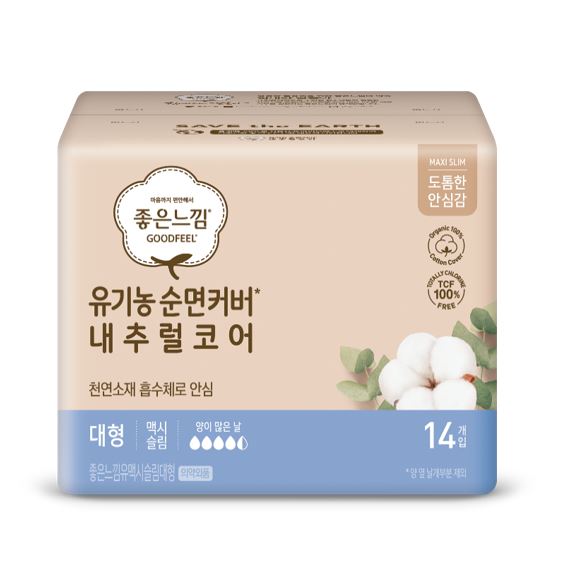 SAVE the EARTH
MAXI SLIM
도톰한
안심감
마음까지 편안해서
좋은느낌
GOODFEEL
Organic 100%
Cotton Cover
TOTALLY CHLORINE
TCF
100%
FREE
유기농 순면커버*
내추럴코어
천연소재 흡수체로 안심
대형
맥시
슬림
양이 많은 날
14개입
좋은느낌유맥시슬림대형 의약외품
*양 옆 날개부분 제외